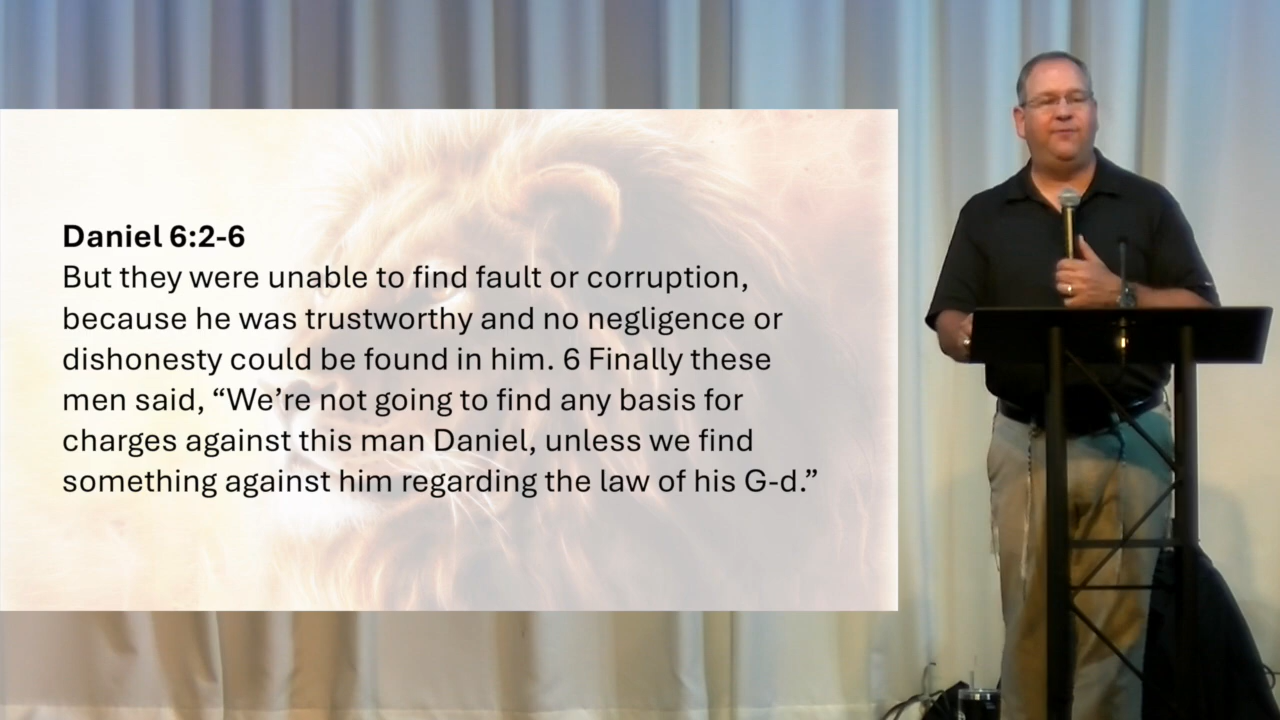 Daniel 6:2-6
But they were unable to find fault or corruption,
because he was trustworthy and no negligence or
dishonesty could be found in him. 6 Finally these
men said, “We’re not going to find any basis for
charges against this man Daniel, unless we find
something against him regarding the law of his G-d.”